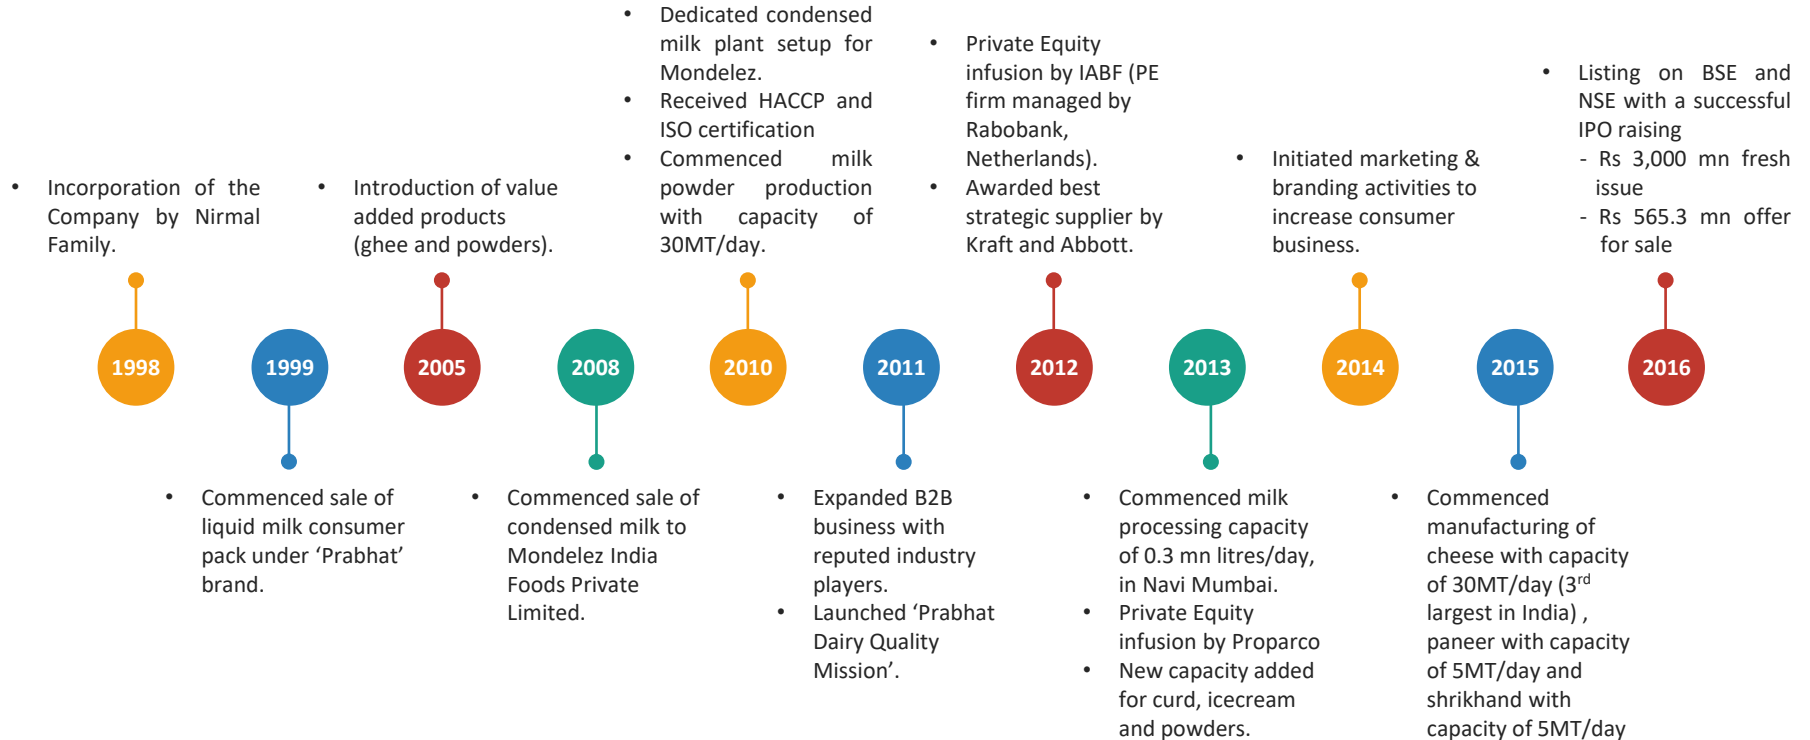 • Incorporation of the
Company by Nirmal
Family.
1998
1999
• Commenced sale of
liquid milk consumer
pack under ‘Prabhat’
brand.
• Introduction of value
added products
(ghee and powders).
2005
2008
• Commenced sale of
condensed milk to
Mondelez India
Foods Private
Limited.
• Dedicated condensed
milk plant setup for
Mondelez.
• Received HACCP and
ISO certification
• Commenced milk
powder production
with capacity of
30MT/day.
2010
2011
• Expanded B2B
business with
reputed industry
players.
• Launched ‘Prabhat
Dairy Quality
Mission’.
• Private Equity
infusion by IABF (PE
firm managed by
Rabobank,
Netherlands).
• Awarded best
strategic supplier by
Kraft and Abbott.
2012
2013
• Commenced milk
processing capacity
of 0.3 mn litres/day,
in Navi Mumbai.
• Private Equity
infusion by Proparco
• New capacity added
for curd, icecream
and powders.
• Initiated marketing &
branding activities to
increase consumer
business.
2014
2015
• Commenced
manufacturing of
cheese with capacity
of 30MT/day (3rd
largest in India) ,
paneer with capacity
of 5MT/day and
shrikhand with
capacity of 5MT/day
• Listing on BSE and
NSE with a successful
IPO raising
- Rs 3,000 mn fresh
issue
- Rs 565.3 mn offer
for sale
2016